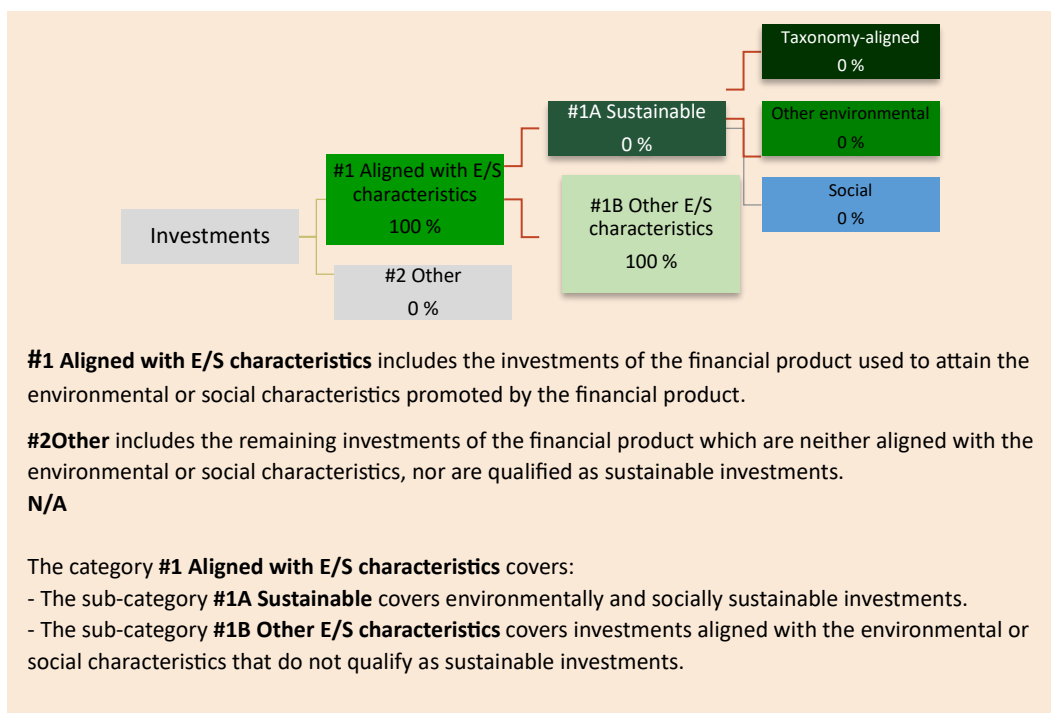 Taxonomy-aligned
0 %
#1A Sustainable
0 %
Other environmental
0 %
#1 Aligned with E/S
characteristics
100 %
#1B Other E/S
characteristics
100 %
Social
0 %
Investments
#2 Other
0 %
#1 Aligned with E/S characteristics includes the investments of the financial product used to attain the
environmental or social characteristics promoted by the financial product.
#2Other includes the remaining investments of the financial product which are neither aligned with the
environmental or social characteristics, nor are qualified as sustainable investments.
N/A
The category #1 Aligned with E/S characteristics covers:
- The sub-category #1A Sustainable covers environmentally and socially sustainable investments.
- The sub-category #1B Other E/S characteristics covers investments aligned with the environmental or
social characteristics that do not qualify as sustainable investments.